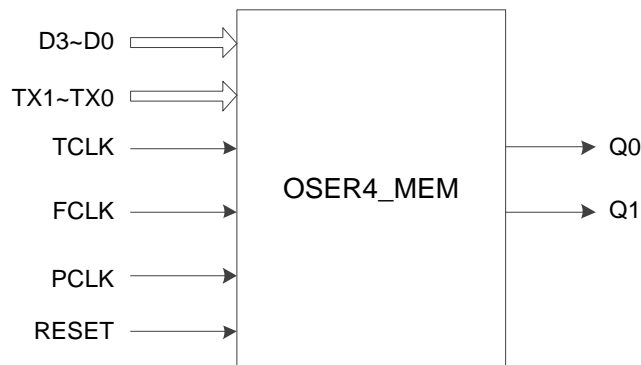 D3~D0
TX1~TX0
TCLK
FCLK
PCLK
RESET
OSER4_MEM
Q0
Q1